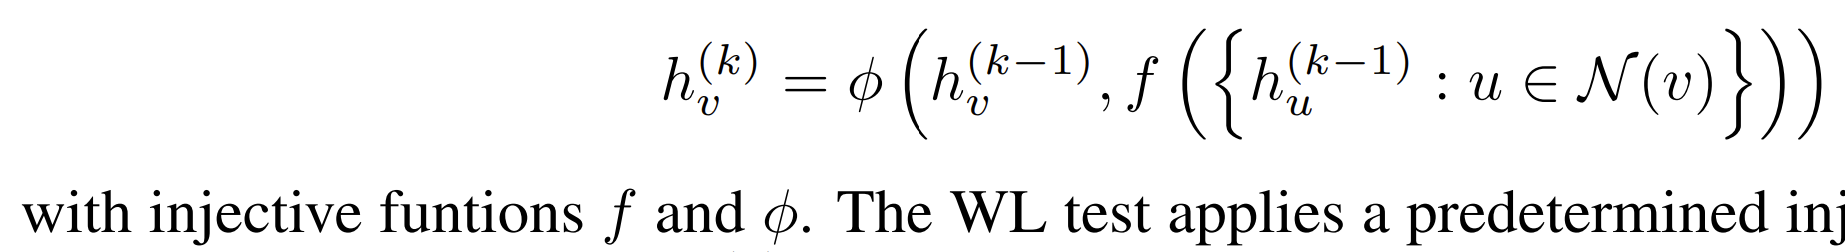 h_v^{(k)} = ϕ ( h_v^{(k−1)}, f ( { h_u^{(k−1)} : u ∈ 𝒩(v) } ) )
with injective funtions f and ϕ. The WL test applies a predetermined inj